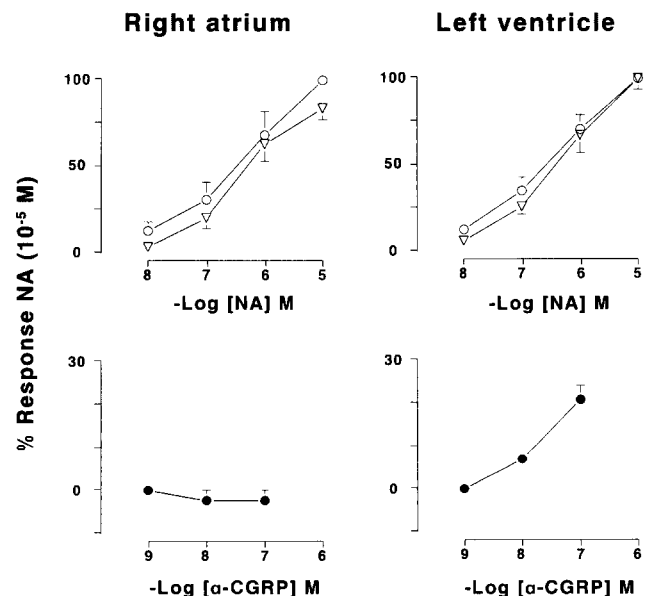 Right atrium
Left ventricle
% Response NA (10⁻⁵ M)
100
50
0
8 7 6 5
-Log [NA] M
100
50
0
8 7 6 5
-Log [NA] M
30
0
9 8 7 6
-Log [α-CGRP] M
30
0
9 8 7 6
-Log [α-CGRP] M